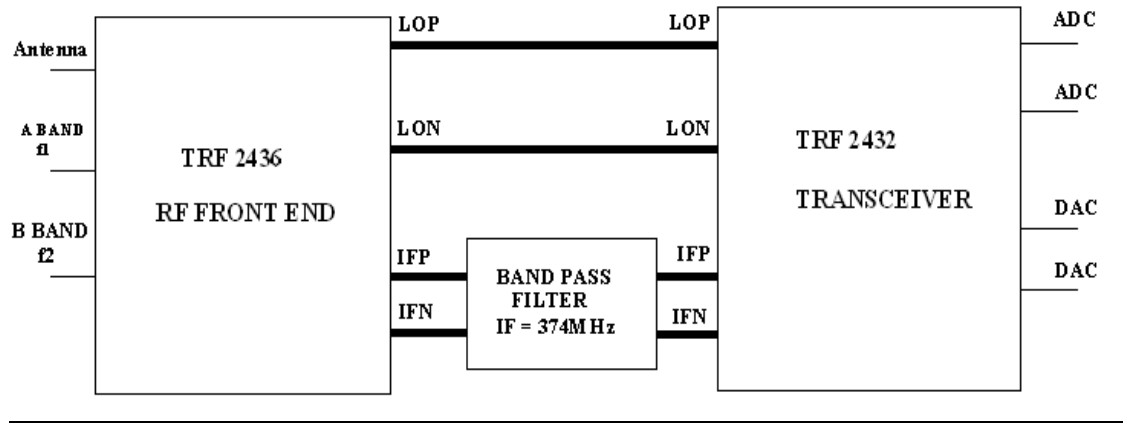 Antenna
A BAND
f1
B BAND
f2
TRF 2436
RF FRONT END
LOP
LOP
LON
LON
IFP
IFN
BAND PASS
FILTER
IF = 374MHz
IFP
IFN
TRF 2432
TRANSCEIVER
ADC
ADC
DAC
DAC